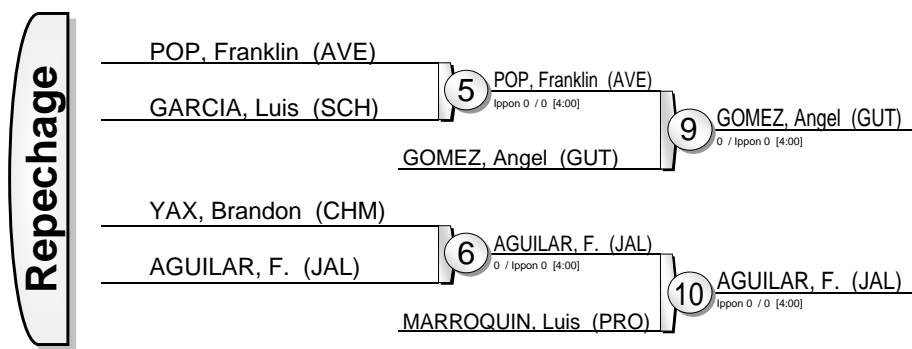 Repechage
POP, Franklin (AVE)
GARCIA, Luis (SCH)
5
POP, Franklin (AVE)
Ippon 0 / 0 [4:00]
GOMEZ, Angel (GUT)
9
GOMEZ, Angel (GUT)
0 / Ippon 0 [4:00]
YAX, Brandon (CHM)
AGUILAR, F. (JAL)
6
AGUILAR, F. (JAL)
0 / Ippon 0 [4:00]
MARROQUIN, Luis (PRO)
10
AGUILAR, F. (JAL)
Ippon 0 / 0 [4:00]